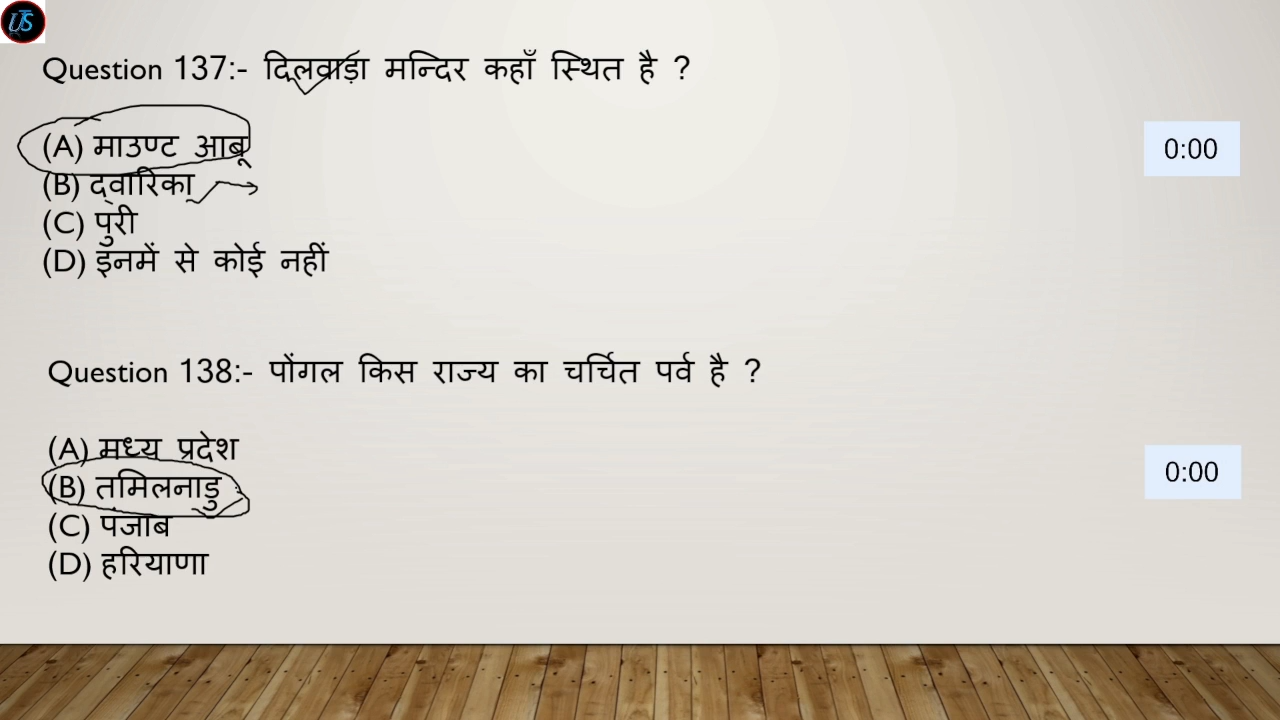 US
Question 137:- दिलवाड़ा मन्दिर कहाँ स्थित है ?
(A) माउण्ट आबू
0:00
(B) द्वारिका
(C) पुरी
(D) इनमें से कोई नहीं
Question 138:- पोंगल किस राज्य का चर्चित पर्व है ?
(A) मध्य प्रदेश
0:00
(B) तमिलनाडु
(C) पजाब
(D) हरियाणा